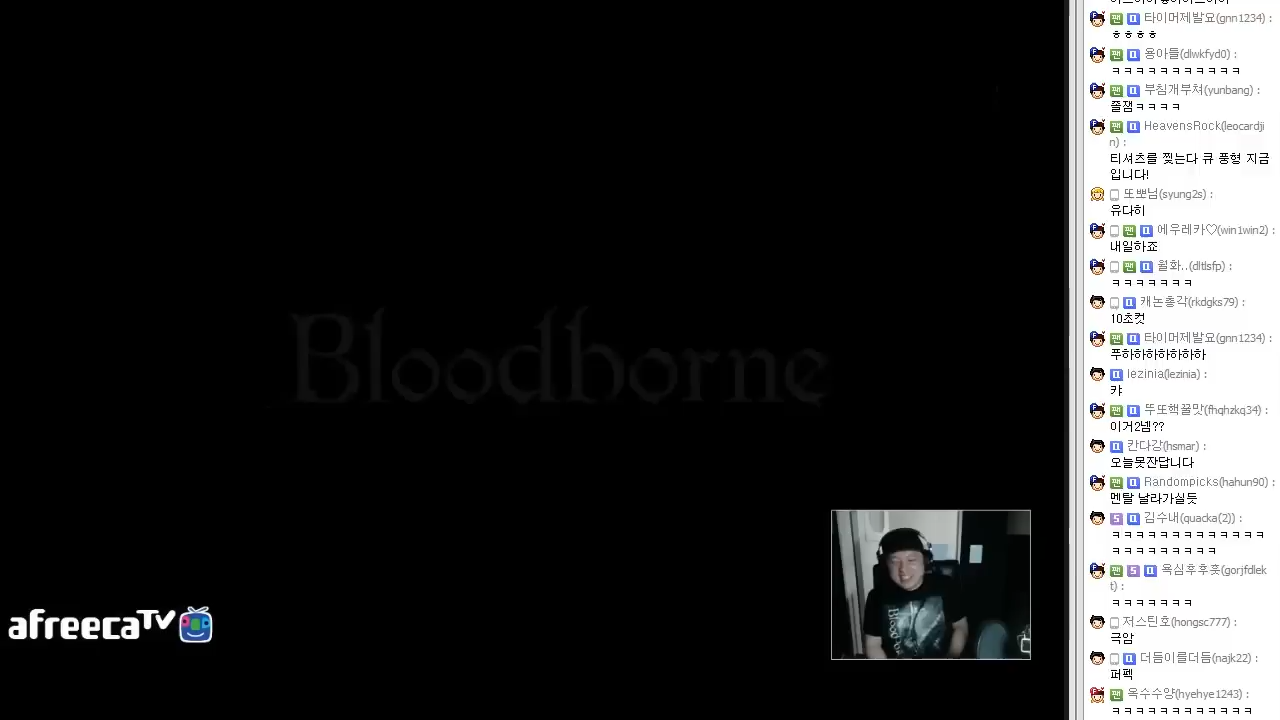 Bloodborne
afreecaTV
타이머제발요(gnn1234) :
ㅎㅎㅎㅎ
용아들(dlwkfyd0) :
ㅋㅋㅋㅋㅋㅋㅋㅋㅋㅋㅋ
부침개부쳐(yunbang) :
쫄잼ㅋㅋㅋㅋ
HeavensRock(leocardji
n) :
티셔츠를 찢는다 큐 풍형 지금
입니다!
또뽀님(syung2s) :
유다히
에우레카♡(win1win2) :
내일하죠
월화..(dltlsfp) :
ㅋㅋㅋㅋㅋㅋㅋ
캐논총각(rkdgks79) :
10초컷
타이머제발요(gnn1234) :
푸하하하하하하하
lezinia(lezinia) :
캬
뚜또핵꿀맛(fhqhzkq34) :
이거2넴??
칸다강(hsmar) :
오늘못잔답니다
Randompicks(hahun90) :
멘탈 날라가실듯
김수내(quacka(2)) :
ㅋㅋㅋㅋㅋㅋㅋㅋㅋㅋㅋㅋㅋ
ㅋㅋㅋㅋㅋㅋㅋㅋㅋ
욕심후후훗(gorjfdlek
t) :
ㅋㅋㅋㅋㅋㅋㅋ
저스틴호(hongsc777) :
극암
더듬이를더듬(najk22) :
퍼펙
옥수수양(hyehye1243) :
ㅋㅋㅋㅋㅋㅋㅋㅋㅋㅋㅋㅋ